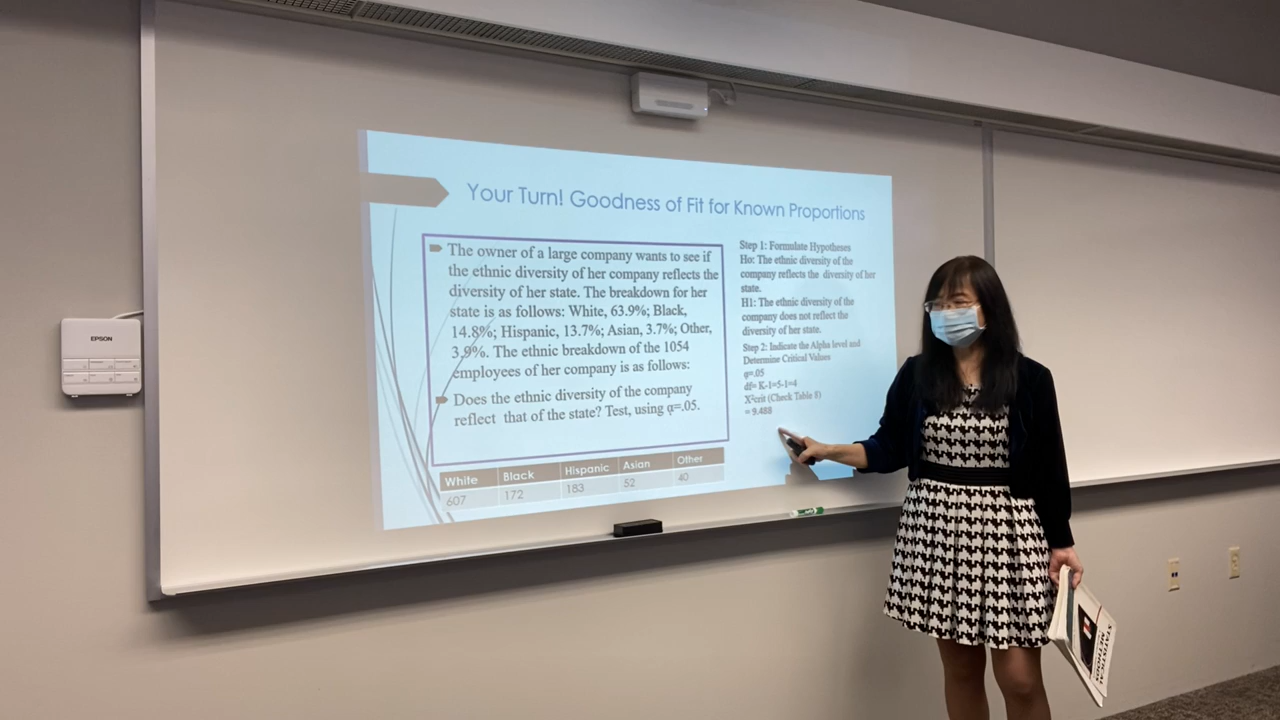 EPSON
Your Turn! Goodness of Fit for Known Proportions
The owner of a large company wants to see if
the ethnic diversity of her company reflects the
diversity of her state. The breakdown for her
state is as follows: White, 63.9%; Black,
14.8%; Hispanic, 13.7%; Asian, 3.7%; Other,
3.9%. The ethnic breakdown of the 1054
employees of her company is as follows:
Does the ethnic diversity of the company
reflect that of the state? Test, using α=.05.
White Black Hispanic Asian Other
607 172 183 52 40
Step 1: Formulate Hypotheses
Ho: The ethnic diversity of the
company reflects the diversity of her
state.
H1: The ethnic diversity of the
company does not reflect the
diversity of her state.
Step 2: Indicate the Alpha level and
Determine Critical Values
α=.05
df= K-1=5-1=4
X²crit (Check Table 8)
= 9.488
STATISTICAL
METHODS